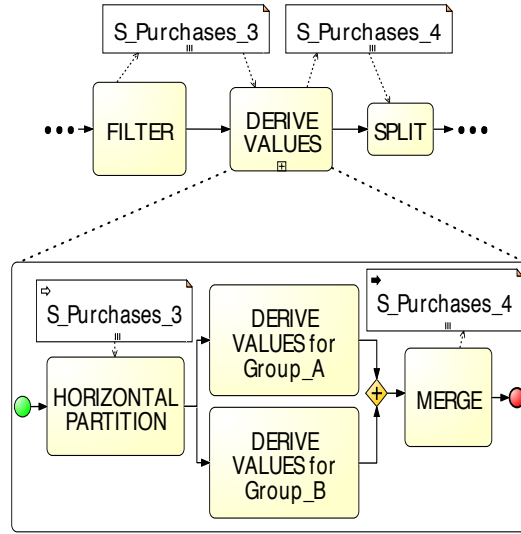 S_Purchases_3
S_Purchases_4
FILTER
DERIVE
VALUES
SPLIT
S_Purchases_3
S_Purchases_4
DERIVE
VALUES for
Group_A
HORIZONTAL
PARTITION
MERGE
DERIVE
VALUES for
Group_B